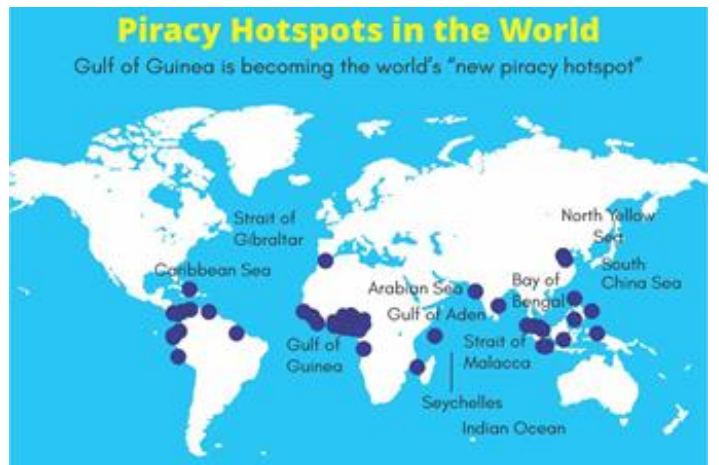 Piracy Hotspots in the World
Gulf of Guinea is becoming the world's "new piracy hotspot"
Strait of
Gibraltar
Caribbean Sea
Gulf of
Guinea
Arabian Sea
Gulf of Aden
Seychelles
Indian Ocean
Bay of
Bengal
Strait of
Malacca
North Yellow
Sea
South
China Sea